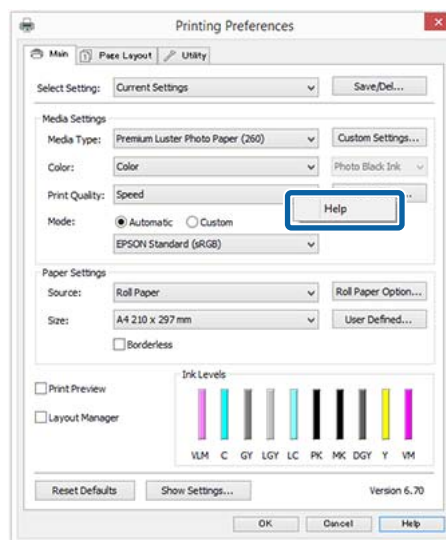 Printing Preferences
Main Page Layout Utility
Select Setting: Current Settings Save/Del...
Media Settings
Media Type: Premium Luster Photo Paper (260) Custom Settings...
Color: Color Photo Black Ink
Print Quality: Speed
Help
Mode: Automatic Custom
EPSON Standard (sRGB)
Paper Settings
Source: Roll Paper Roll Paper Option...
Size: A4 210 x 297 mm User Defined...
Borderless
Ink Levels
Print Preview
Layout Manager
VLM C GY LGY LC PK MK DGY Y VM
Reset Defaults Show Settings... Version 6.70
OK Cancel Help